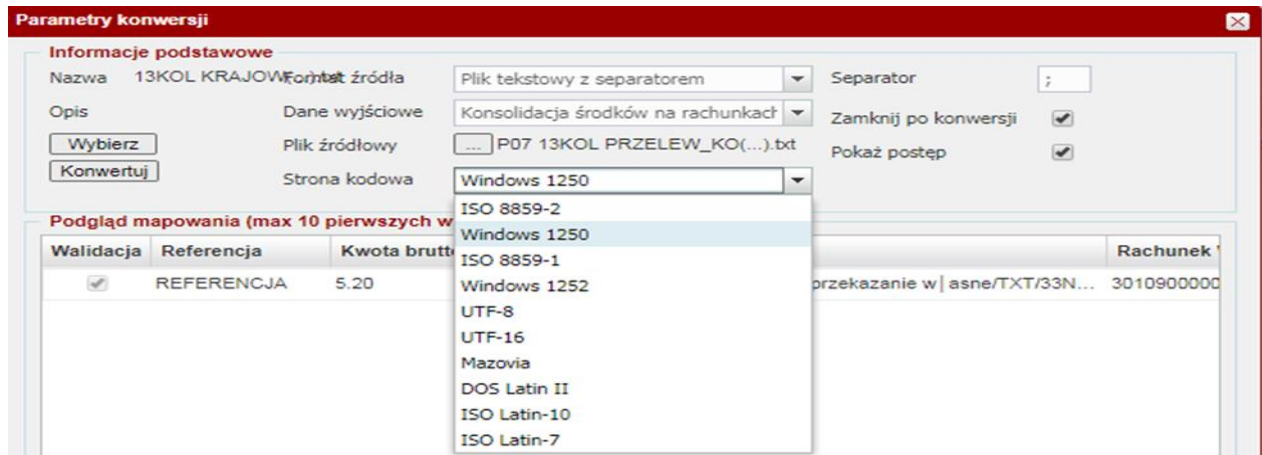 Parametry konwersji
Informacje podstawowe
Nazwa 13KOL KRAJOW(...).txt Format źródła Plik tekstowy z separatorem Separator ;
Opis Dane wyjściowe Konsolidacja środków na rachunkach Zamknij po konwersji
Wybierz Plik źródłowy ... P07 13KOL PRZELEW_KO(...).txt Pokaż postęp
Konwertuj Strona kodowa Windows 1250
ISO 8859-2
Podgląd mapowania (max 10 pierwszych w
Windows 1250
Walidacja Referencja Kwota brutto Rachunek
ISO 8859-1
REFERENCJA 5.20 przekazanie w|asne/TXT/33N... 3010900000
Windows 1252
UTF-8
UTF-16
Mazovia
DOS Latin II
ISO Latin-10
ISO Latin-7